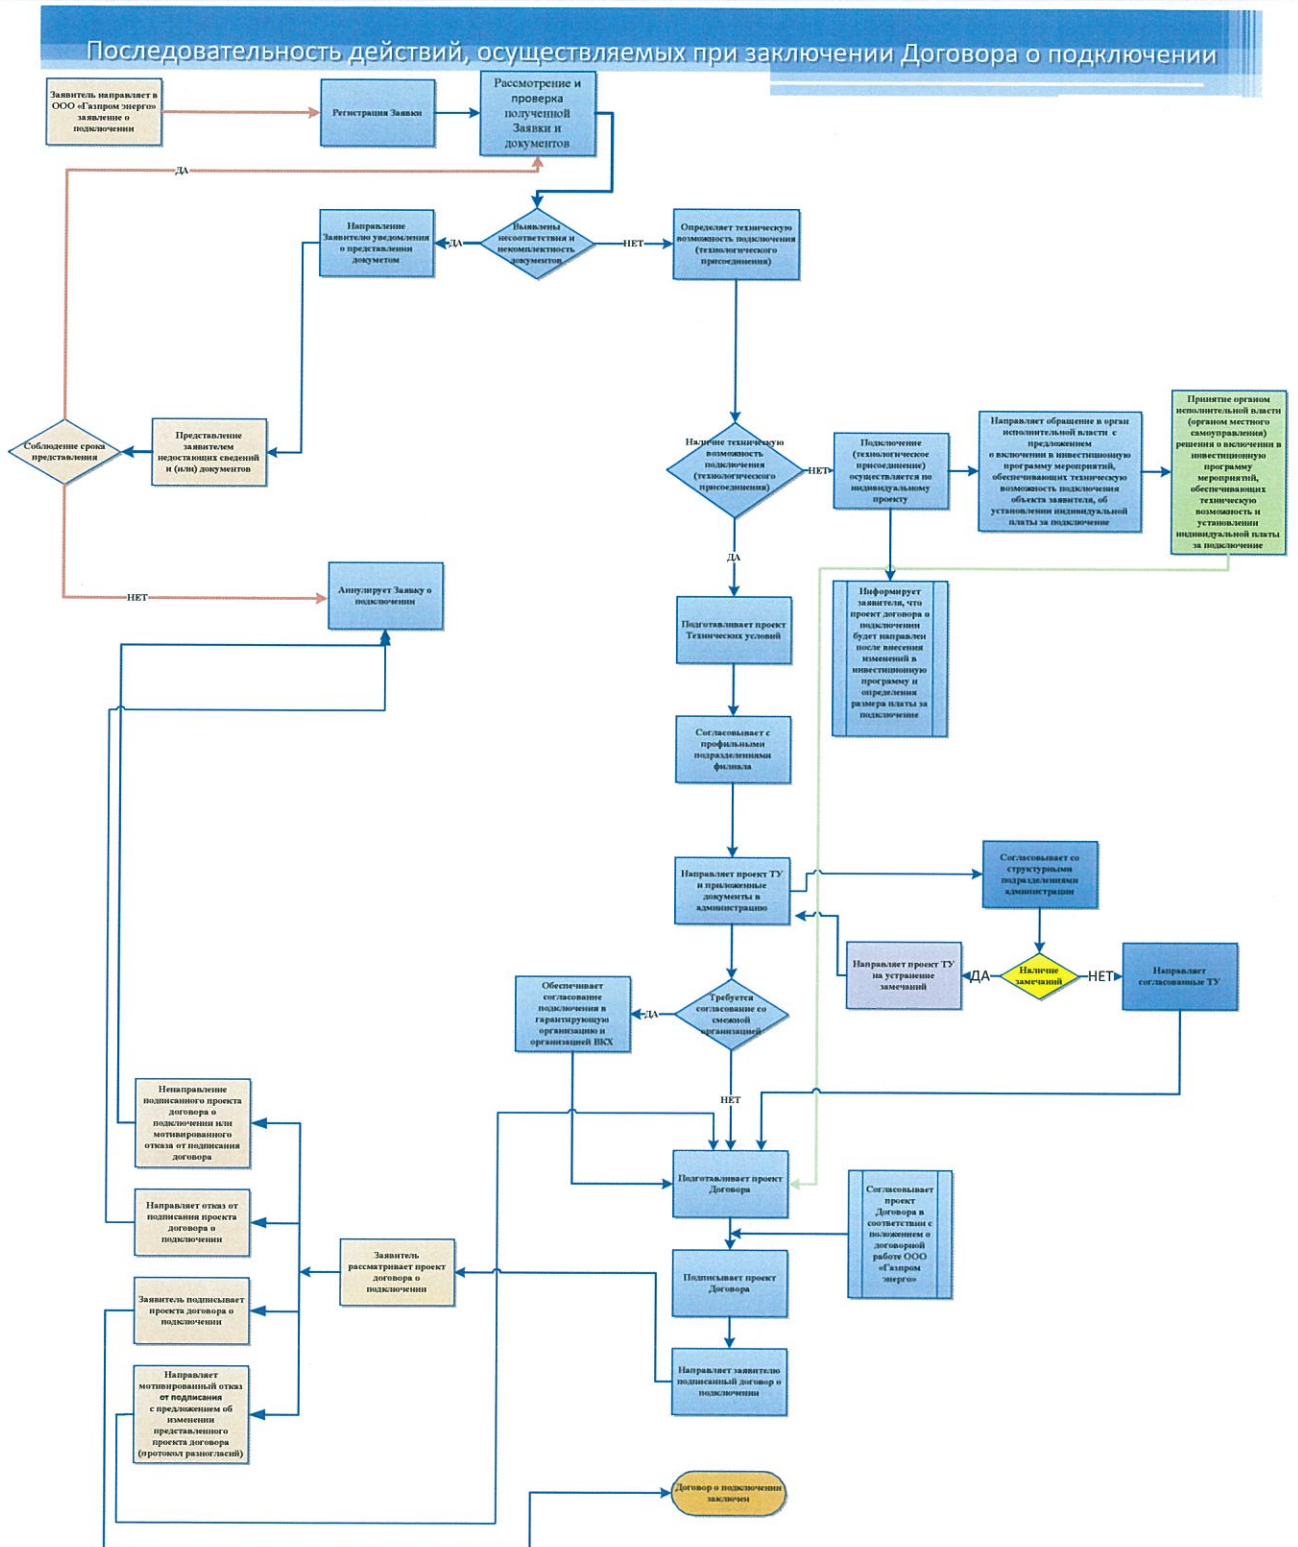 Последовательность действий, осуществляемых при заключении Договора о подключении
Заявитель направляет в
ООО «Газпром энерго»
заявление о
подключении
Регистрация Заявки
Рассмотрение и
проверка
полученной
Заявки и
документов
ДА
Направление
Заявителю уведомления
о представлении
документом
ДА
Выявлены
несоответствия и
некомплектность
документов
НЕТ
Определяет техническую
возможность подключения
(технологического
присоединения)
Соблюдение срока
представления
Представление
заявителем
недостающих сведений
и (или) документов
Наличие техническую
возможность
подключения
(технологического
присоединения)
НЕТ
Подключение
(технологическое
присоединение)
осуществляется по
индивидуальному
проекту
Направляет обращение в орган
исполнительной власти с
предложением
о включении в инвестиционную
программу мероприятий,
обеспечивающих техническую
возможность подключения
объекта заявителя, об
установлении индивидуальной
платы за подключение
Принятие органом
исполнительной власти
(органом местного
самоуправления)
решения о включении в
инвестиционную
программу
мероприятий,
обеспечивающих
техническую
возможность и
установлении
индивидуальной платы
за подключение
ДА
НЕТ
Аннулирует Заявку о
подключении
Подготавливает проект
Технических условий
Информирует
заявителя, что
проект договора о
подключении
будет направлен
после внесения
изменений в
инвестиционную
программу и
определения
размера платы за
подключение
Согласовывает с
профильными
подразделениями
филиала
Направляет проект ТУ
и приложенные
документы в
администрацию
Согласовывает со
структурными
подразделениями
администрации
Направляет проект ТУ
на устранение
замечаний
ДА
Наличие
замечаний
НЕТ
Направляет
согласованные ТУ
Обеспечивает
согласование
подключения в
гарантирующую
организацию и
организацией ВКХ
ДА
Требуется
согласование со
смежной
организацией
НЕТ
Ненаправление
подписанного проекта
договора о
подключении или
мотивированного
отказа от подписания
договора
Подготавливает проект
Договора
Согласовывает
проект
Договора в
соответствии с
положением о
договорной
работе ООО
«Газпром
энерго»
Направляет отказ от
подписания проекта
договора о
подключении
Заявитель
рассматривает проект
договора о
подключении
Подписывает проект
Договора
Заявитель подписывает
проекта договора о
подключении
Направляет заявителю
подписанный договор о
подключении
Направляет
мотивированный отказ
от подписания
с предложением об
изменении
представленного
проекта договора
(протокол разногласий)
Договор о подключении
заключен